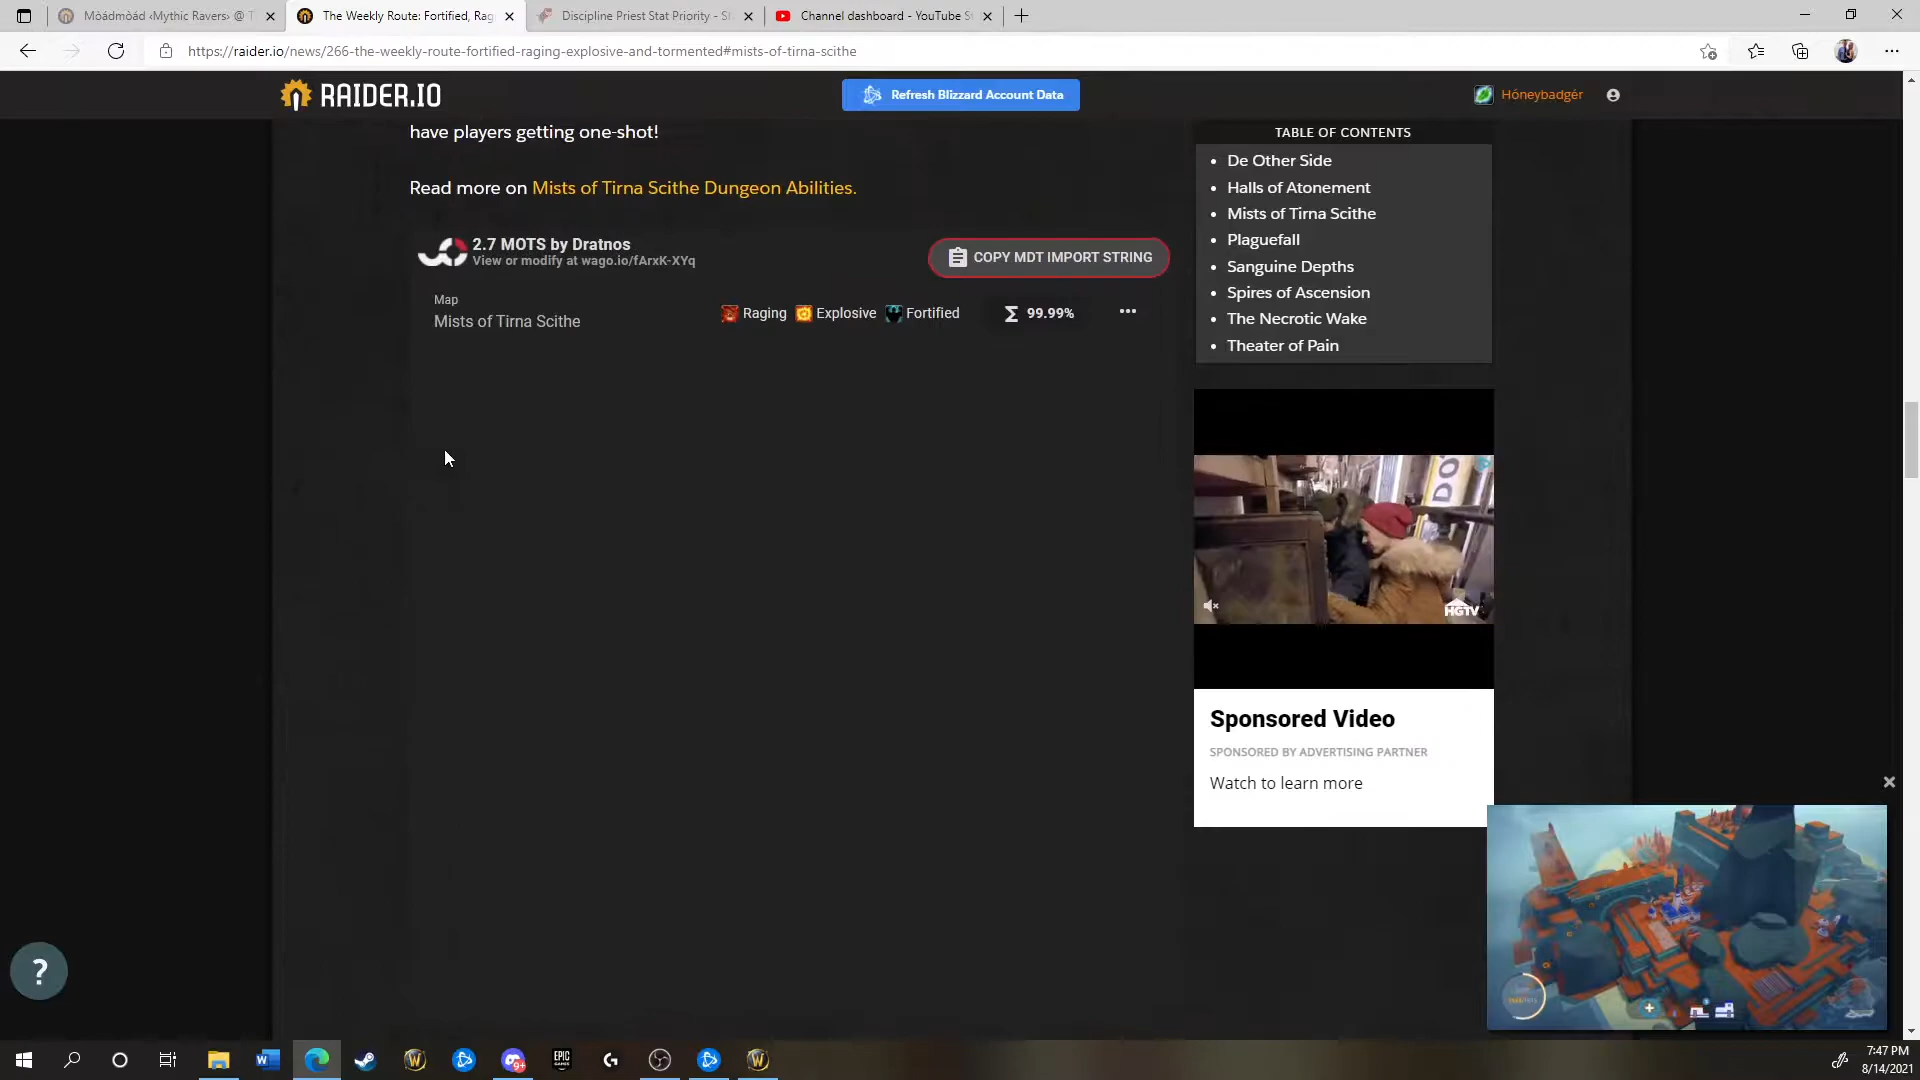 Mòádmòád ‹Mythic Ravers› @ T
The Weekly Route: Fortified, Rag
Discipline Priest Stat Priority - S
Channel dashboard - YouTube S
https://raider.io/news/266-the-weekly-route-fortified-raging-explosive-and-tormented#mists-of-tirna-scithe
RAIDER.IO
Refresh Blizzard Account Data
Hóneybadgér
have players getting one-shot!
Read more on Mists of Tirna Scithe Dungeon Abilities.
2.7 MOTS by Dratnos
View or modify at wago.io/fArxK-XYq
COPY MDT IMPORT STRING
Map
Mists of Tirna Scithe
Raging
Explosive
Fortified
99.99%
TABLE OF CONTENTS
De Other Side
Halls of Atonement
Mists of Tirna Scithe
Plaguefall
Sanguine Depths
Spires of Ascension
The Necrotic Wake
Theater of Pain
DO
HGTV
Sponsored Video
SPONSORED BY ADVERTISING PARTNER
Watch to learn more
?
9+
EPIC
7:47 PM
8/14/2021